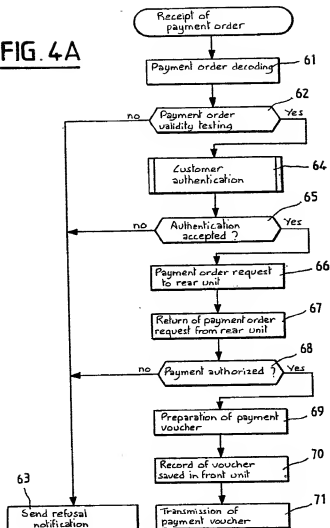 FIG. 4A
Receipt of
payment order
61
Payment order decoding
62
no
Payment order
validity testing
Yes
64
Customer
authentication
65
no
Authentication
accepted ?
Yes
66
Payment order request
to rear unit
67
Return of payment order
request from rear unit
68
no
Payment authorized ?
Yes
69
Preparation of payment
voucher
70
Record of voucher
saved in front unit
63
71
Send refusal
notification
Transmission of
payment voucher